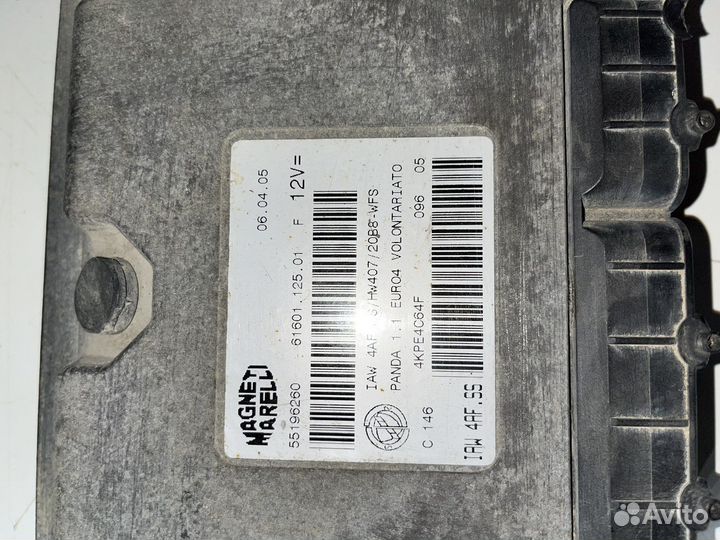 MAGNETI
MARELLI
06.04.05
55196260
61601.125.01
F
12V=
IAW 4AF.SS/HW407/20B8-WFS
PANDA 1.1 EURO4 VOLONTARIATO
C 146
4KPE4C64F
096
05
IAW 4AF.SS
Avito